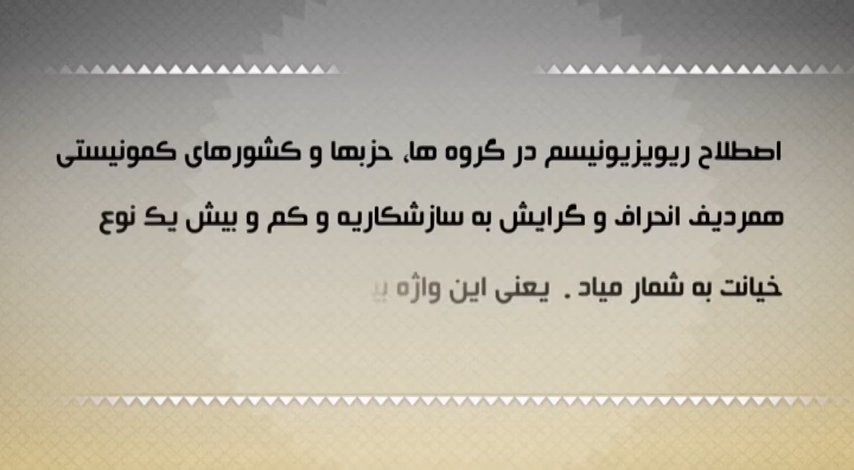 اصطلاح ریویزیونیسم در گروه ها، حزبها و کشورهای کمونیستی
همردیف انحراف و گرایش به سازشکاریه و کم و بیش یک نوع
خیانت به شمار میاد . یعنی این واژه